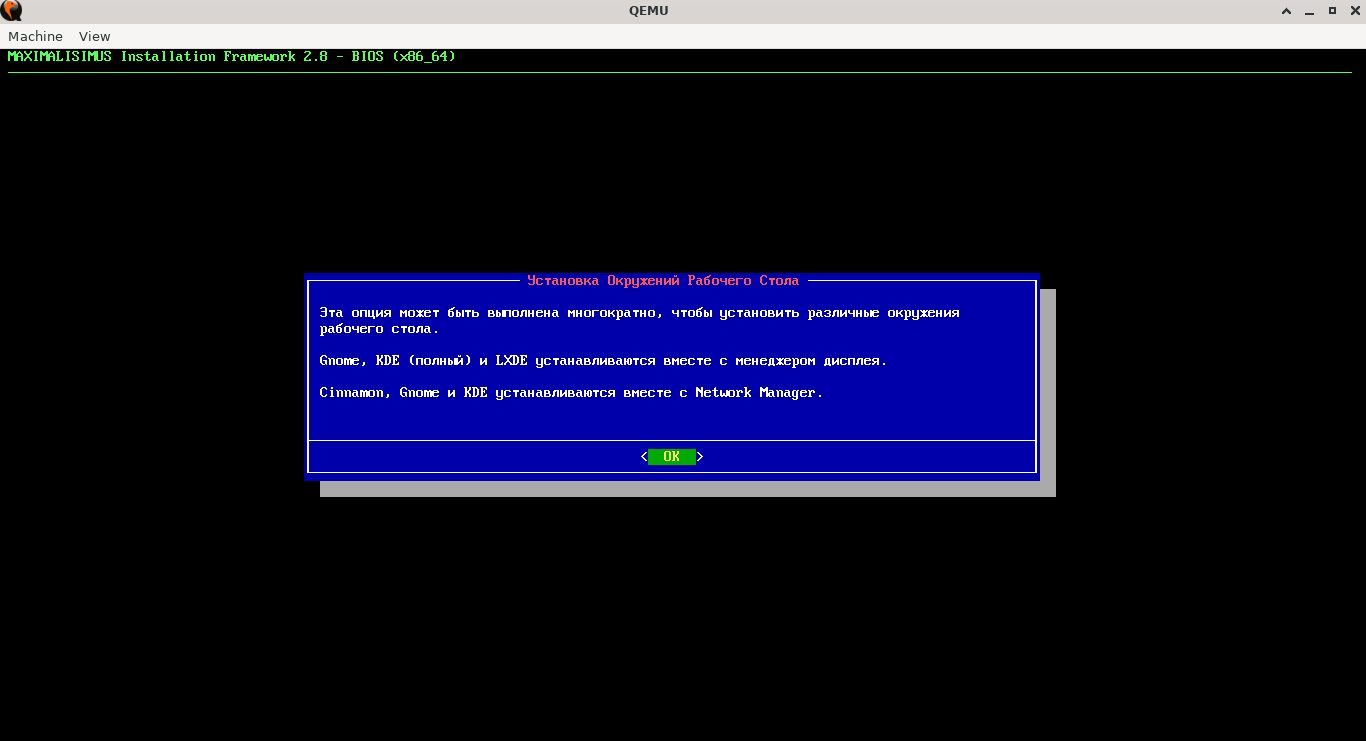 QEMU
Machine View
MAXIMALISIMUS Installation Framework 2.8 - BIOS (x86_64)
Установка Окружений Рабочего Стола
Эта опция может быть выполнена многократно, чтобы установить различные окружения
рабочего стола.
Gnome, KDE (полный) и LXDE устанавливаются вместе с менеджером дисплея.
Cinnamon, Gnome и KDE устанавливаются вместе с Network Manager.
< OK >